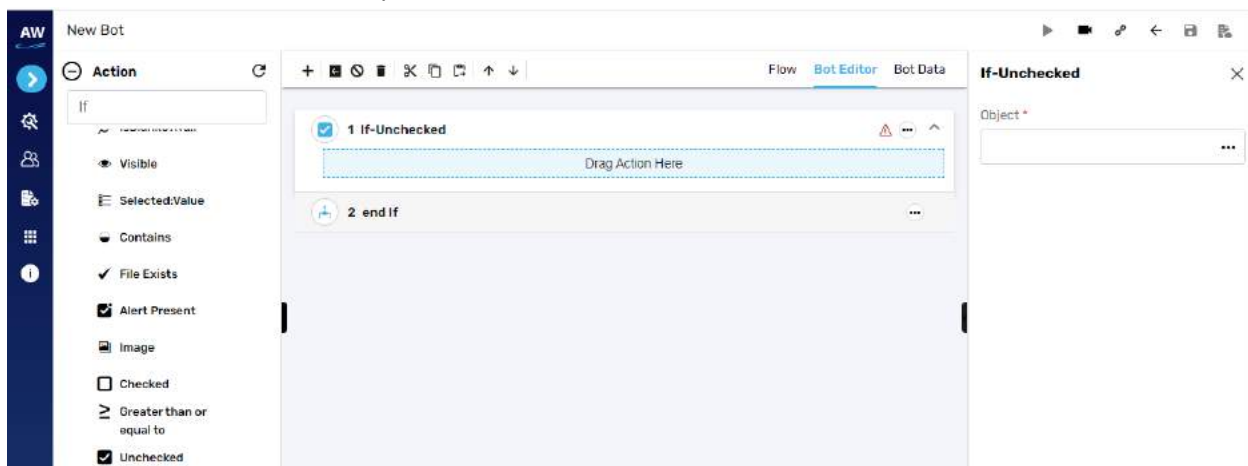 AW
New Bot
Action
If
Visible
Selected:Value
Contains
File Exists
Alert Present
Image
Checked
Greater than or
equal to
Unchecked
Flow Bot Editor Bot Data
1 If-Unchecked
Drag Action Here
2 end If
If-Unchecked
Object *